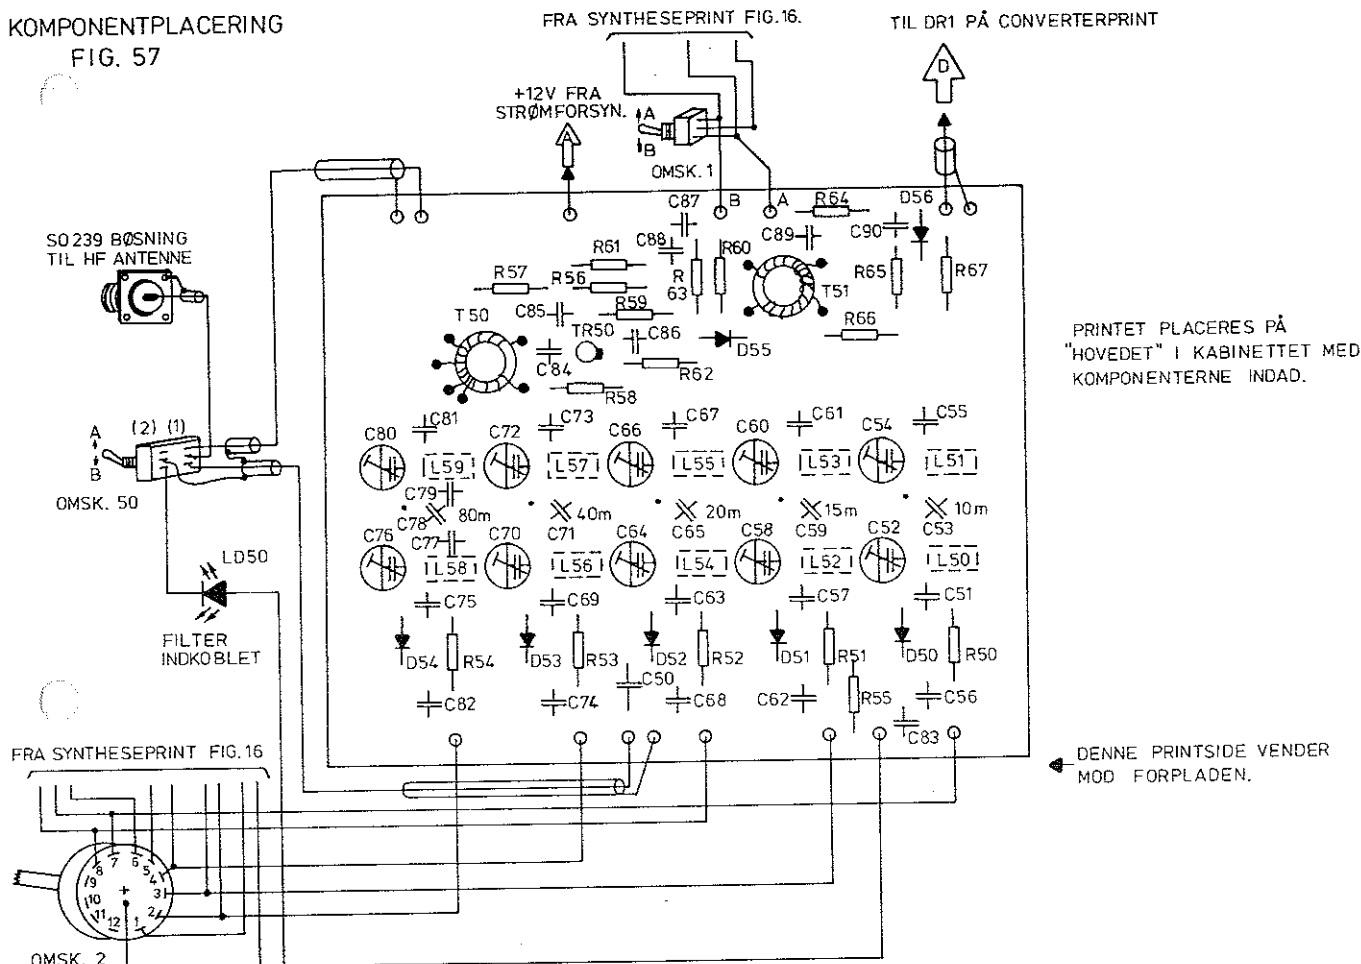 KOMPONENTPLACERING
FIG. 57
FRA SYNTHESEPRINT FIG.16.
TIL DR1 PÅ CONVERTERPRINT
D
+12V FRA
STRØMFORSYN.
A
A
B
OMSK. 1
SO239 BØSNING
TIL HF ANTENNE
B
A
C87
R64
D56
C88
C89
C90
R61
R60
R57
R56
R
63
R65
R67
T51
C85
R59
T50
TR50
C86
R66
D55
C84
R62
R58
PRINTET PLACERES PÅ
"HOVEDET" I KABINETTET MED
KOMPONENTERNE INDAD.
A
(2) (1)
B
OMSK. 50
C81
C73
C67
C61
C55
C80
C72
C66
C60
C54
L59
L57
L55
L53
L51
C79
C78
80m
40m
20m
15m
10m
C76
C77
C70
C71
C64
C65
C58
C59
C52
C53
L58
L56
L54
L52
L50
LD50
C75
C69
C63
C57
C51
FILTER
INDKOBLET
D54
R54
D53
R53
D52
R52
D51
R51
D50
R50
C50
C82
C74
C68
C62
R55
C56
C83
FRA SYNTHESEPRINT FIG.16
DENNE PRINTSIDE VENDER
MOD FORPLADEN.
8
7
6
5
4
9
3
10
2
11
12
1
OMSK. 2